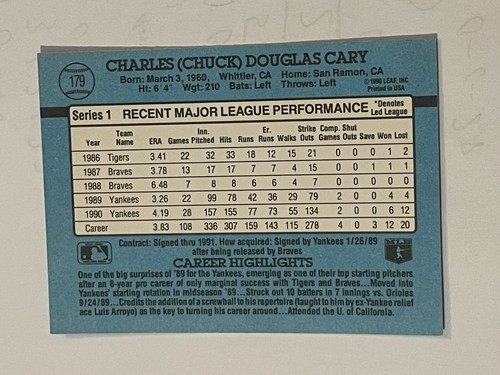 179
CHARLES (CHUCK) DOUGLAS CARY
Born: March 3, 1960, Whittier, CA Home: San Ramon, CA
Ht: 6' 4" Wgt: 210 Bats: Left Throws: Left
© 1990 LEAF, INC
Printed in USA
Series 1 RECENT MAJOR LEAGUE PERFORMANCE *Denotes Led League
Year Team Name ERA Games Inn. Pitched Hits Runs Er. Runs Walks Strike Outs Comp. Games Shut Outs Save Won Lost
1986 Tigers 3.41 22 32 33 18 12 15 21 0 0 0 1 2
1987 Braves 3.78 13 17 17 7 7 4 15 0 0 1 1 1
1988 Braves 6.48 7 8 8 6 6 4 7 0 0 0 0 0
1989 Yankees 3.26 22 99 78 42 36 29 79 2 0 0 4 4
1990 Yankees 4.19 28 157 155 77 73 55 134 2 0 0 6 12
Career 3.83 108 336 307 159 143 115 278 4 0 3 12 20
Contract: Signed thru 1991. How acquired: Signed by Yankees 1/26/89
after being released by Braves
MLB
CAREER HIGHLIGHTS
One of the big surprises of '89 for the Yankees, emerging as one of their top starting pitchers
after an 8-year pro career of only marginal success with Tigers and Braves...Moved into
Yankees' starting rotation in midseason '89...Struck out 10 batters in 7 innings vs. Orioles
9/24/89...Credits the addition of a screwball to his repertoire (taught to him by ex-Yankee relief
ace Luis Arroyo) as the key to turning his career around...Attended the U. of California.